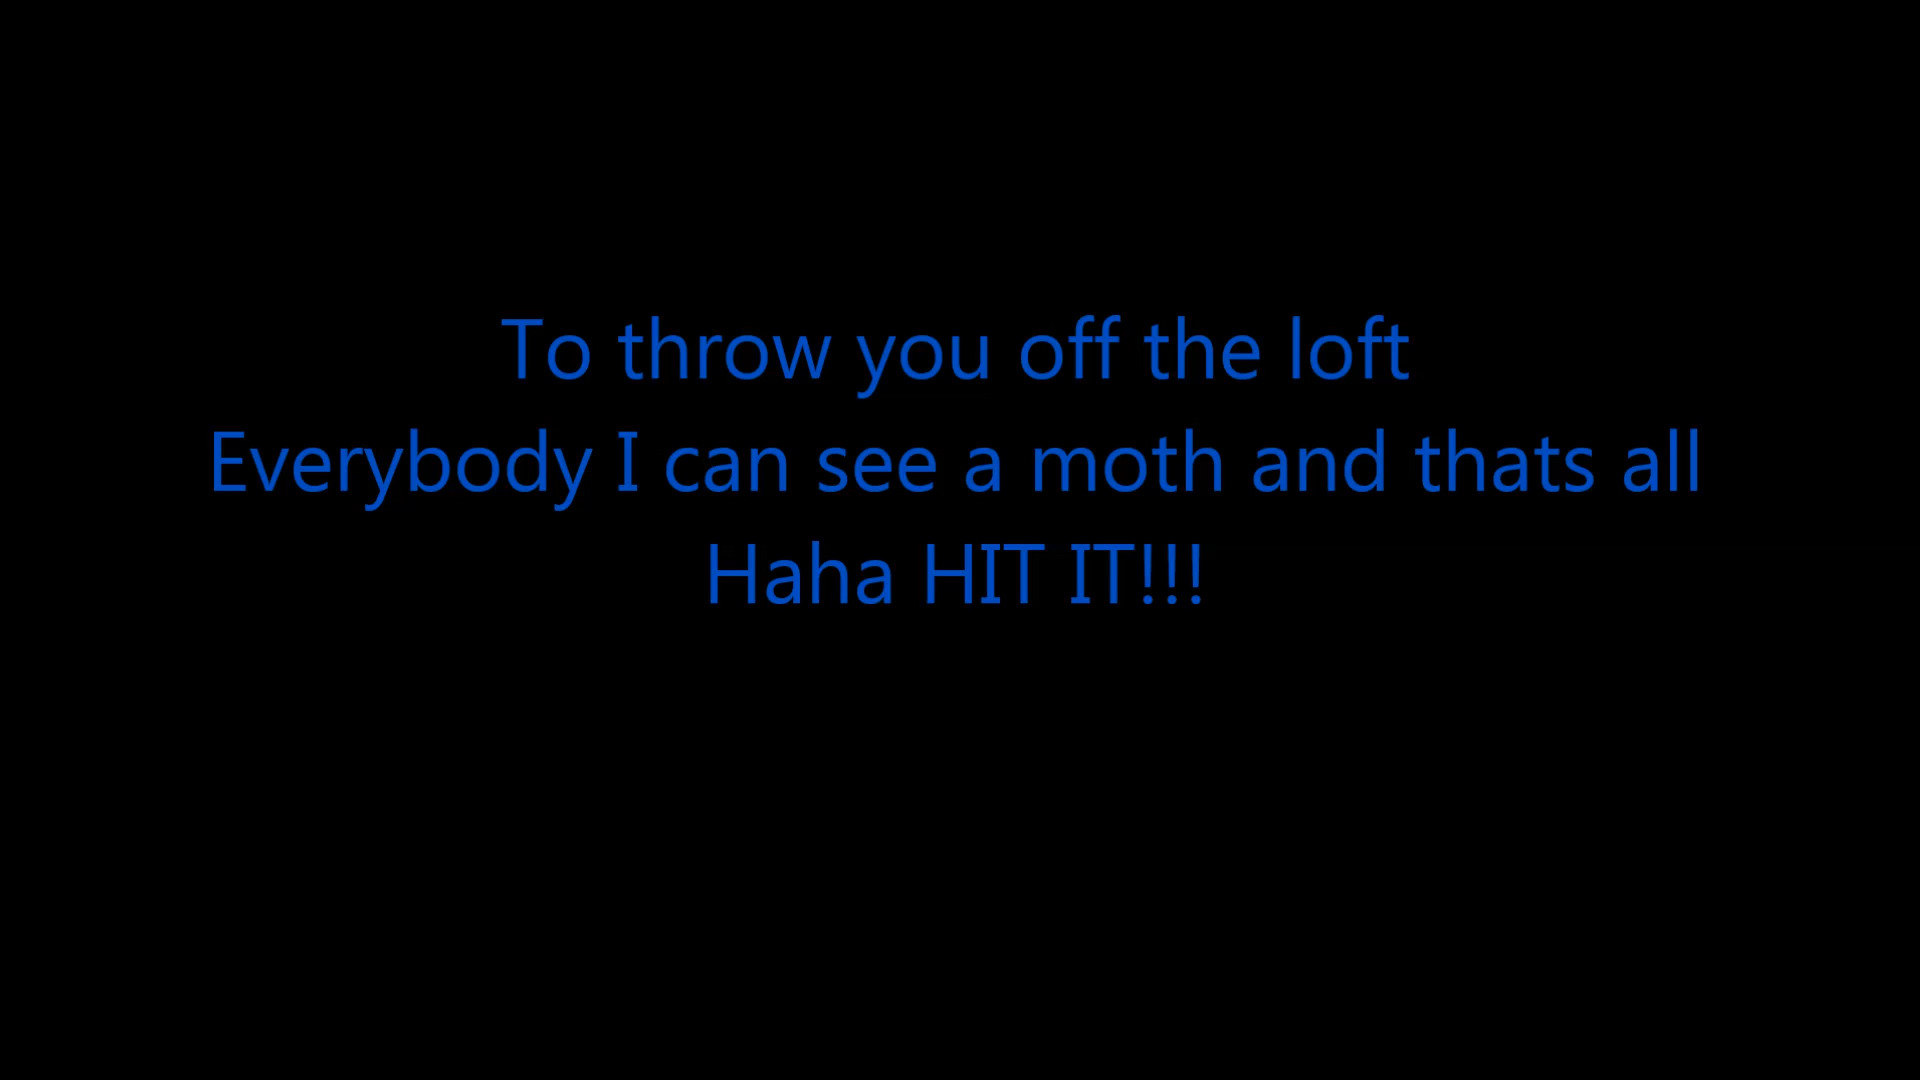 To throw you off the loft
Everybody I can see a moth and thats all
Haha HIT IT!!!